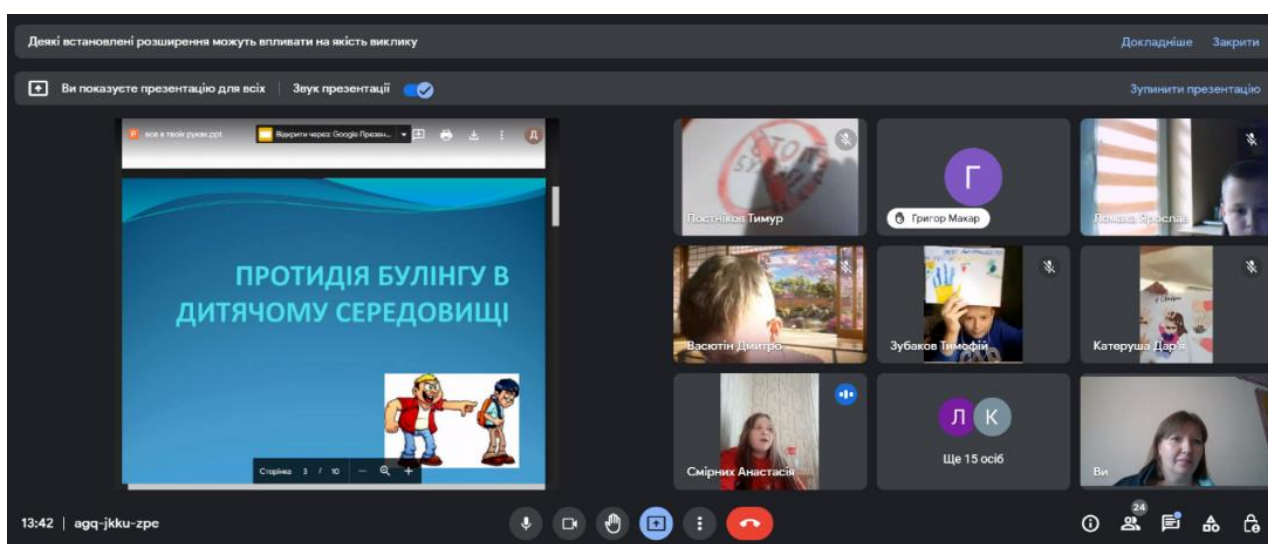 Деякі встановлені розширення можуть впливати на якість виклику
Докладніше
Закрити
Ви показуєте презентацію для всіх
Звук презентації
Зупинити презентацію
все в твоїх руках.ppt
Відкрити через: Google Презен...
Д
ПРОТИДІЯ БУЛІНГУ В
ДИТЯЧОМУ СЕРЕДОВИЩІ
Сторінка 3 / 10
СТОП
Постніков Тимур
Г
Григор Макар
Ярослав
Васютін Дмитро
Зубаков Тимофій
Катеруша Дар'я
Смірних Анастасія
Л К
Ще 15 осіб
Ви
13:42 | agq-jkku-zpe
24